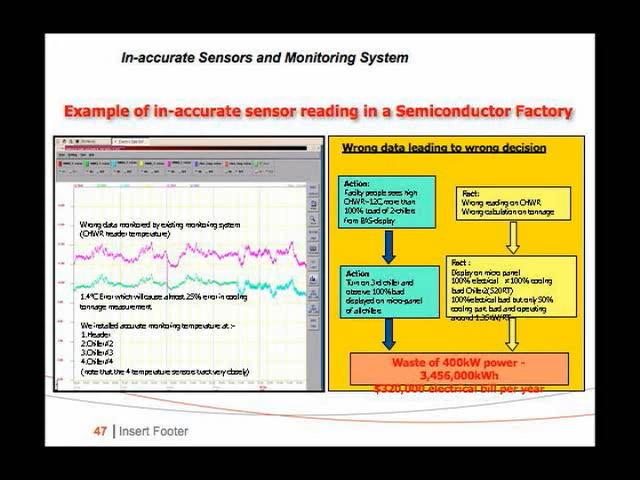 In-accurate Sensors and Monitoring System
Example of in-accurate sensor reading in a Semiconductor Factory
Wrong data monitored by existing monitoring system
(CHWR header temperature)
1.4°C Error which will cause almost 25% error in cooling
tonnage measurement.
We installed accurate monitoring temperature at :-
1.Header
2.Chiller#2
3.Chiller#3
4.Chiller#4
(note that the 4 temperature sensors track very closely)
Wrong data leading to wrong decision
Action:
Facility people sees high
CHWR~12C, more than
100% Load of 2-chillers
from BAS-display
Fact:
Wrong reading on CHWR
Wrong calculation on tonnage
Action
Turn on 3rd chiller and
observe 100% load
displayed on micro-panel
of all chillers
Fact :
Display on micro panel
100% electrical ≠ 100% cooling
load Chiller2(520RT)
100% electrical load but only 50%
cooling part load and operating
around 1.35kW/RT
Waste of 400kW power -
3,456,000kWh
$320,000 electrical bill per year
47 | Insert Footer